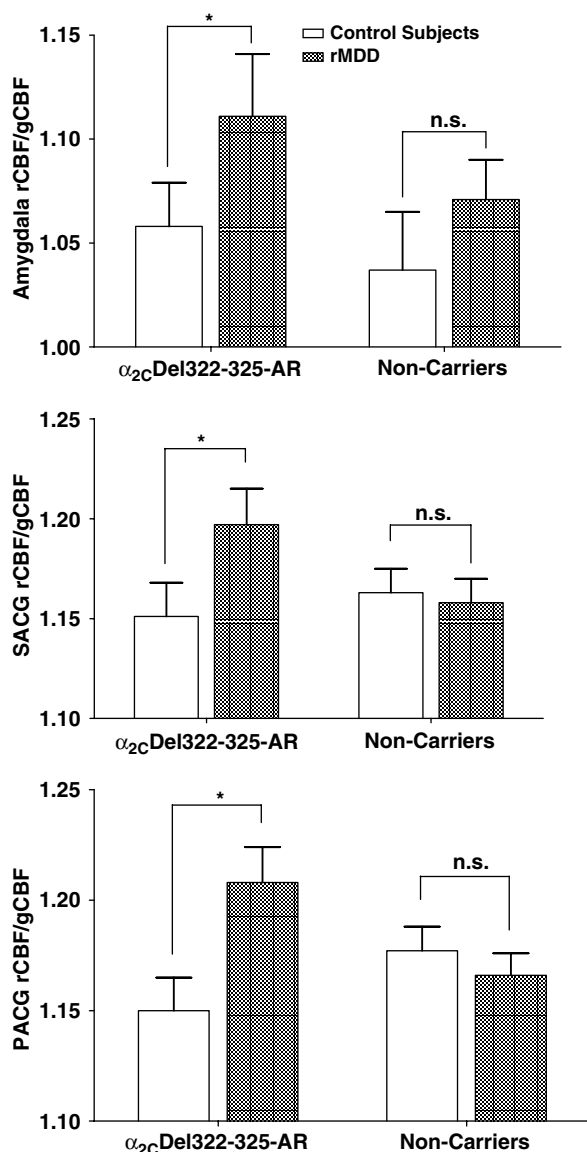 Control Subjects
rMDD
Amygdala rCBF/gCBF
1.15
1.10
1.05
1.00
*
n.s.
α2CDel322-325-AR
Non-Carriers
SACG rCBF/gCBF
1.25
1.20
1.15
1.10
*
n.s.
α2CDel322-325-AR
Non-Carriers
PACG rCBF/gCBF
1.25
1.20
1.15
1.10
*
n.s.
α2CDel322-325-AR
Non-Carriers